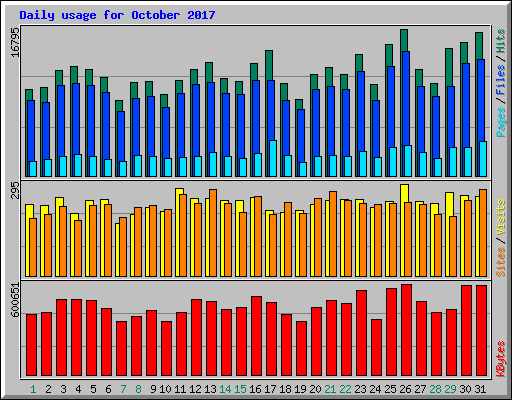 Daily usage for October 2017
16795
Pages / Files / Hits
295
Sites / Visits
600651
KBytes
1 2 3 4 5 6 7 8 9 10 11 12 13 14 15 16 17 18 19 20 21 22 23 24 25 26 27 28 29 30 31